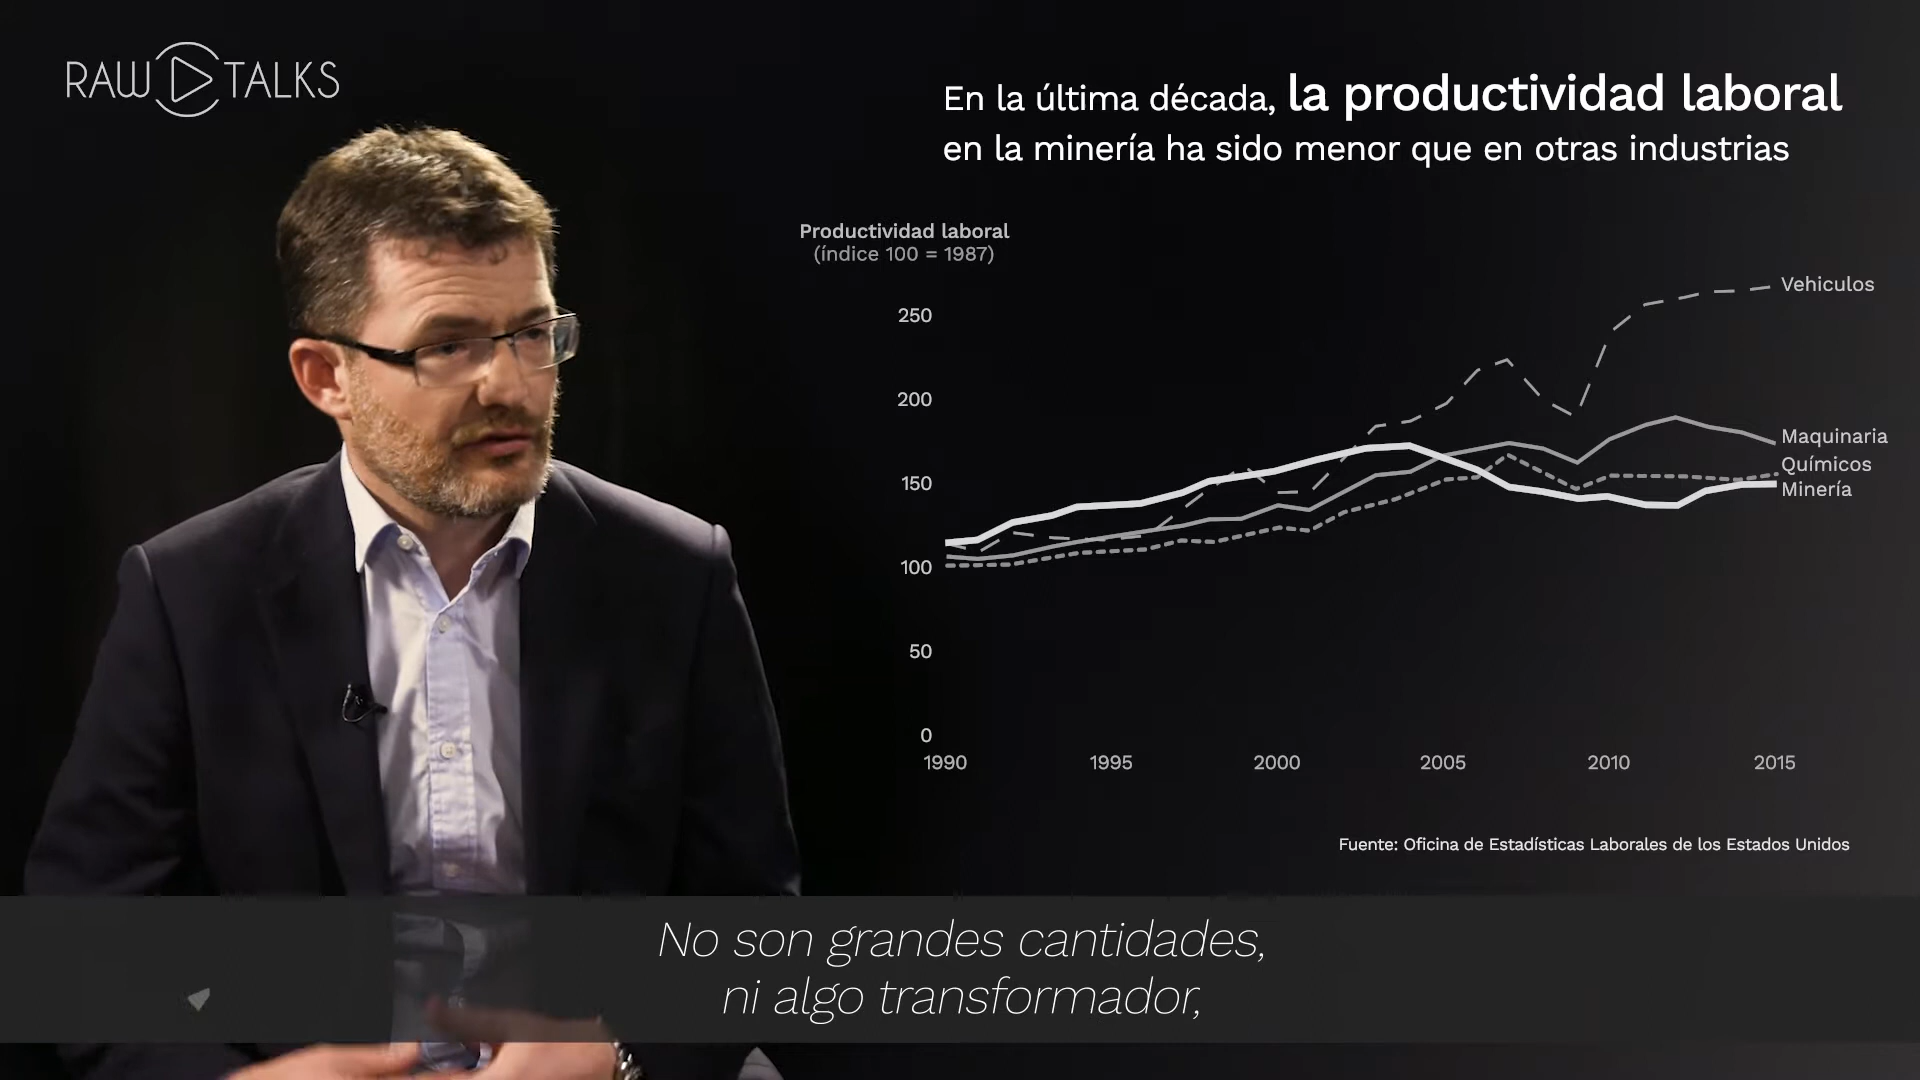 RAW TALKS
En la última década, la productividad laboral
en la minería ha sido menor que en otras industrias
Productividad laboral
(índice 100 = 1987)
Vehiculos
250
200
Maquinaria
Químicos
150
Minería
100
50
0
1990 1995 2000 2005 2010 2015
Fuente: Oficina de Estadísticas Laborales de los Estados Unidos
No son grandes cantidades,
ni algo transformador,